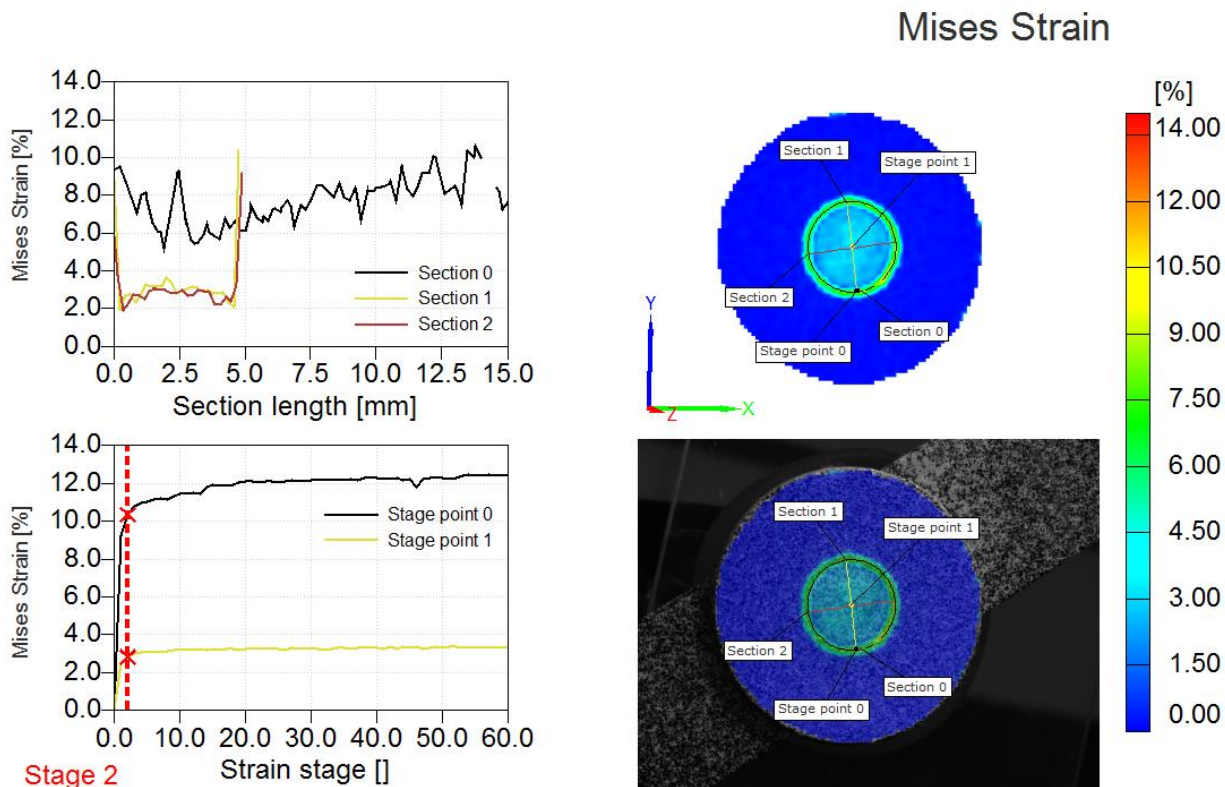 Mises Strain
14.0
12.0
10.0
8.0
6.0
4.0
2.0
0.0
Mises Strain [%]
Section 0
Section 1
Section 2
0.0 2.5 5.0 7.5 10.0 12.5 15.0
Section length [mm]
14.0
12.0
10.0
8.0
6.0
4.0
2.0
0.0
Mises Strain [%]
Stage point 0
Stage point 1
0.0 10.0 20.0 30.0 40.0 50.0 60.0
Strain stage []
Stage 2
Section 1
Stage point 1
Section 2
Section 0
Stage point 0
Y
X
Z
Section 1
Stage point 1
Section 2
Section 0
Stage point 0
[%]
14.00
12.00
10.50
9.00
7.50
6.00
4.50
3.00
1.50
0.00